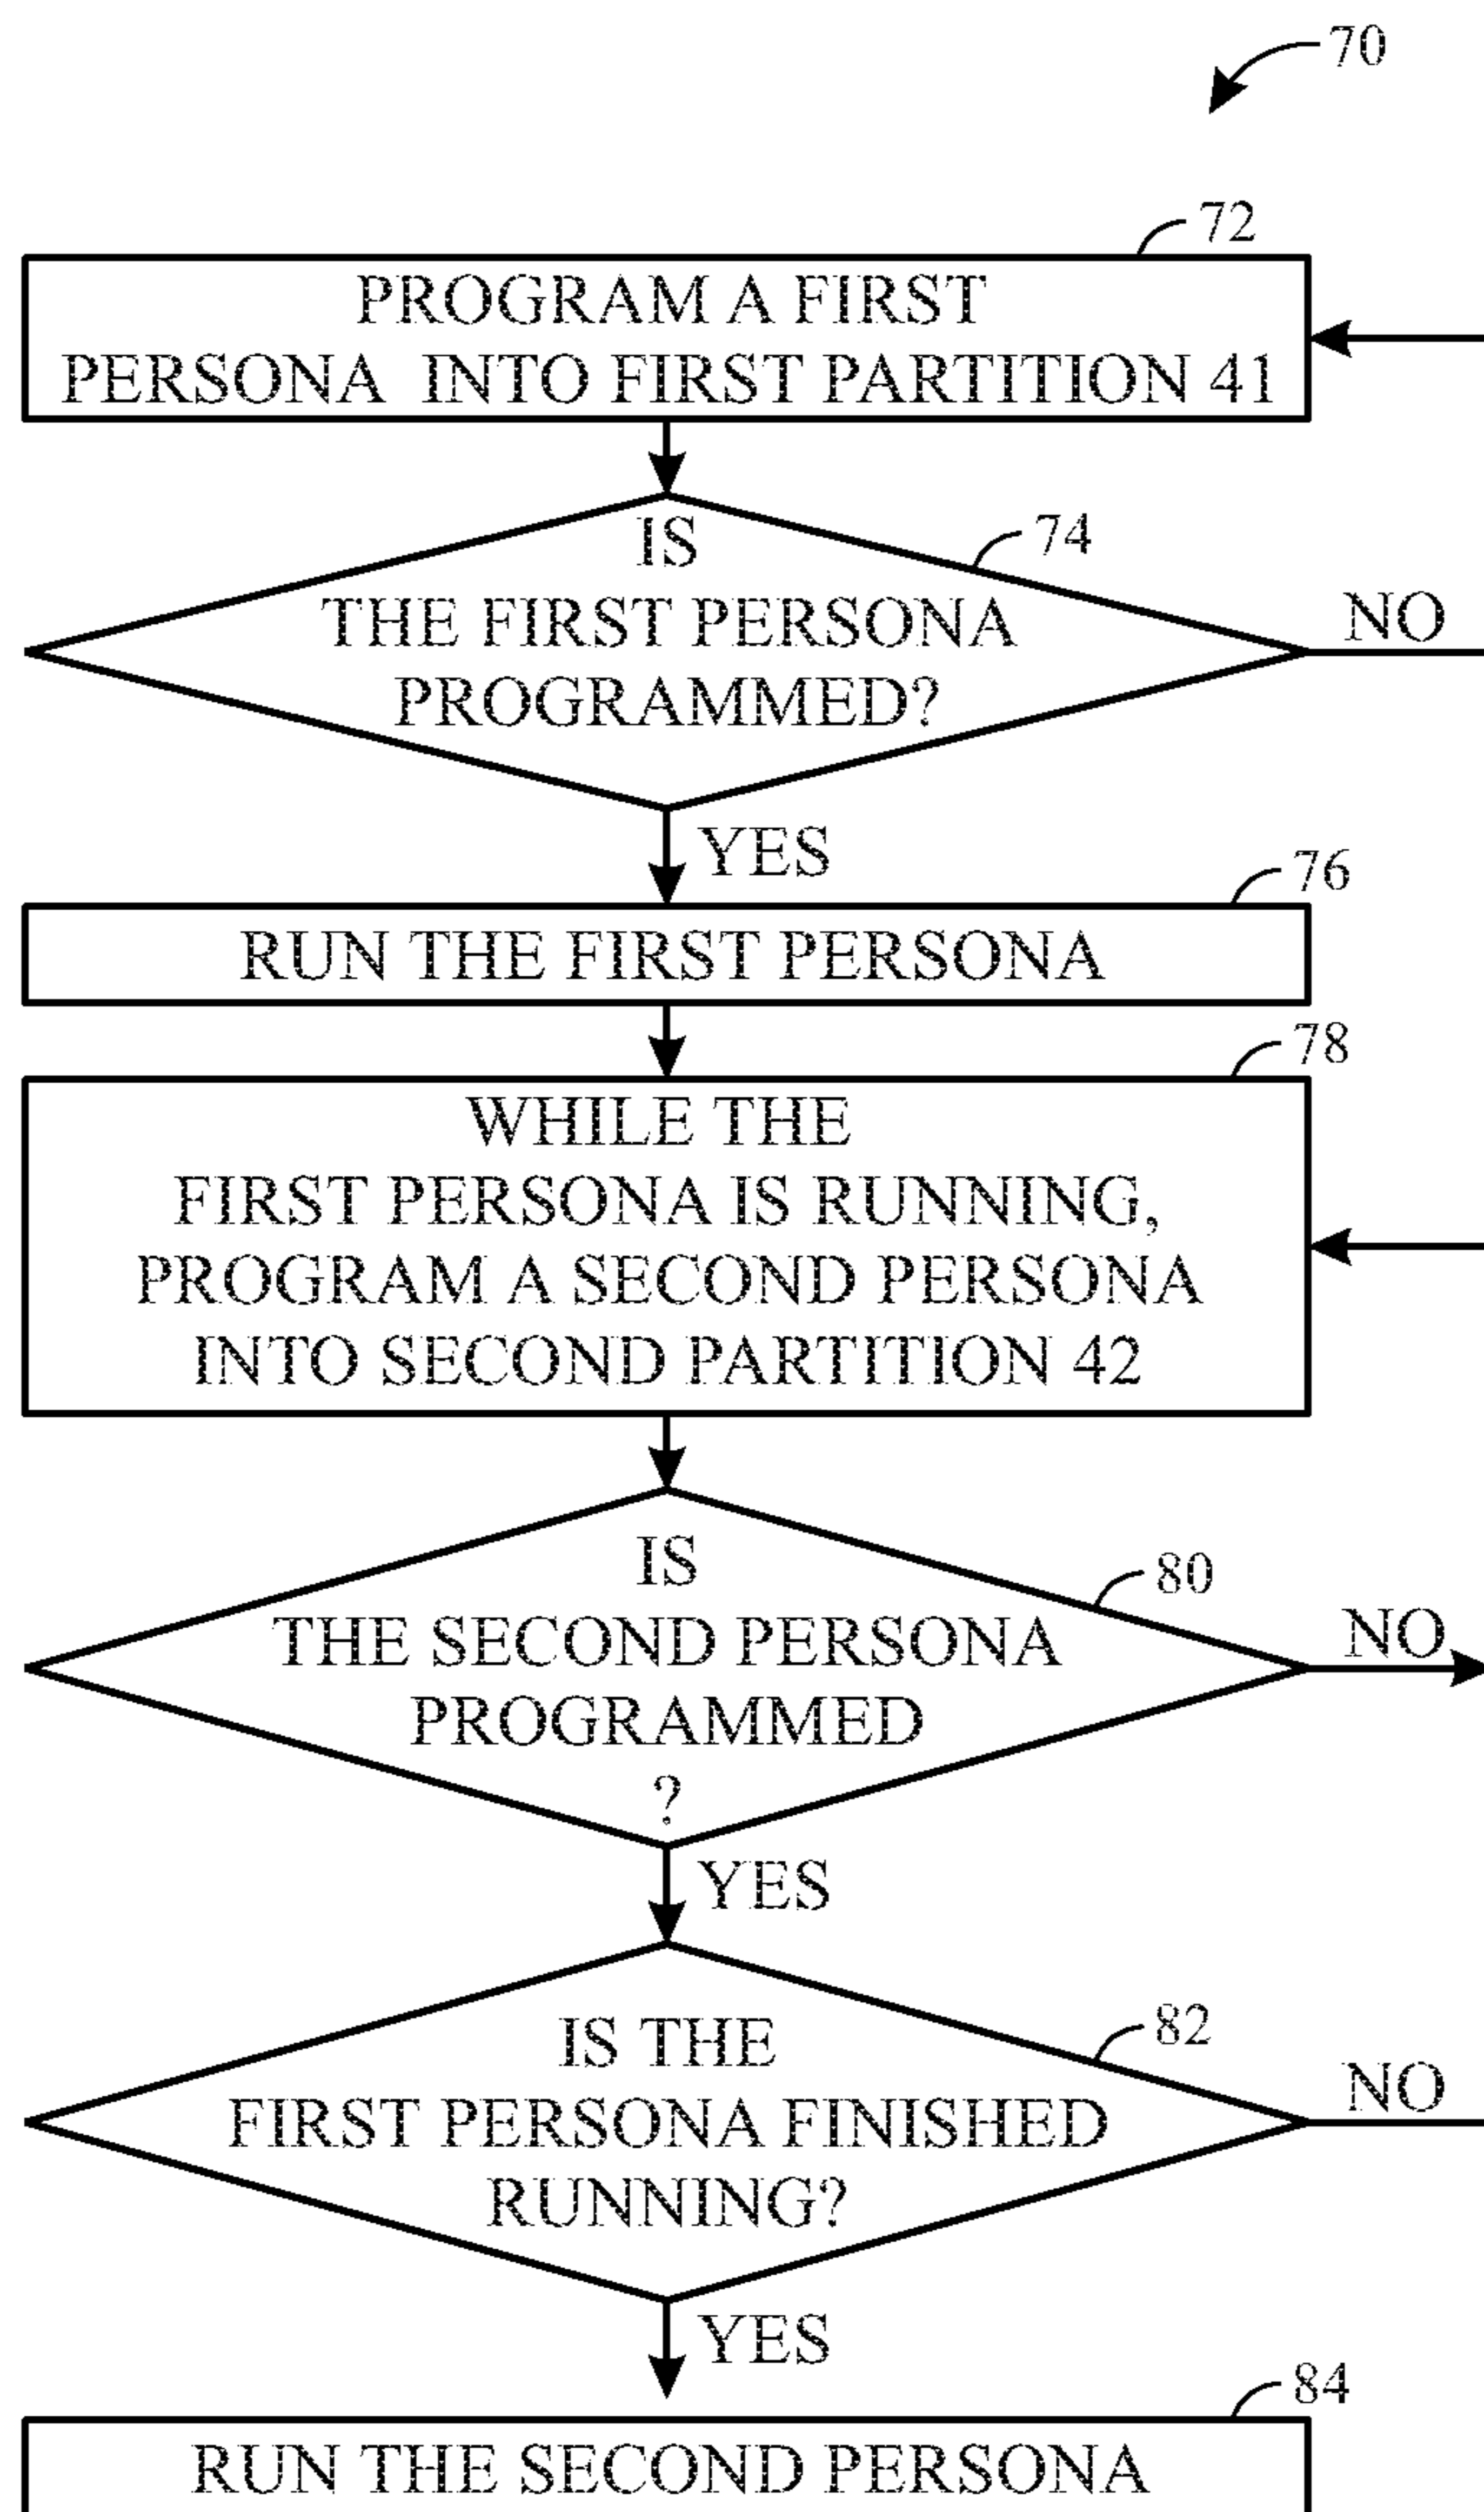 70
72
PROGRAM A FIRST
PERSONA INTO FIRST PARTITION 41
74
IS
THE FIRST PERSONA
PROGRAMMED?
NO
YES
76
RUN THE FIRST PERSONA
78
WHILE THE
FIRST PERSONA IS RUNNING,
PROGRAM A SECOND PERSONA
INTO SECOND PARTITION 42
80
IS
THE SECOND PERSONA
PROGRAMMED
?
NO
YES
82
IS THE
FIRST PERSONA FINISHED
RUNNING?
NO
YES
84
RUN THE SECOND PERSONA